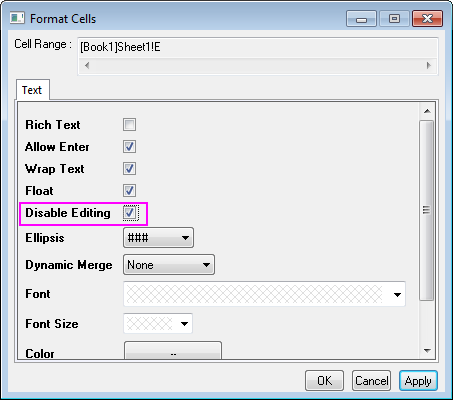 Format Cells
Cell Range : [Book1]Sheet1!E
Text
Rich Text
Allow Enter
Wrap Text
Float
Disable Editing
Ellipsis ###
Dynamic Merge None
Font
Font Size
Color --
OK Cancel Apply